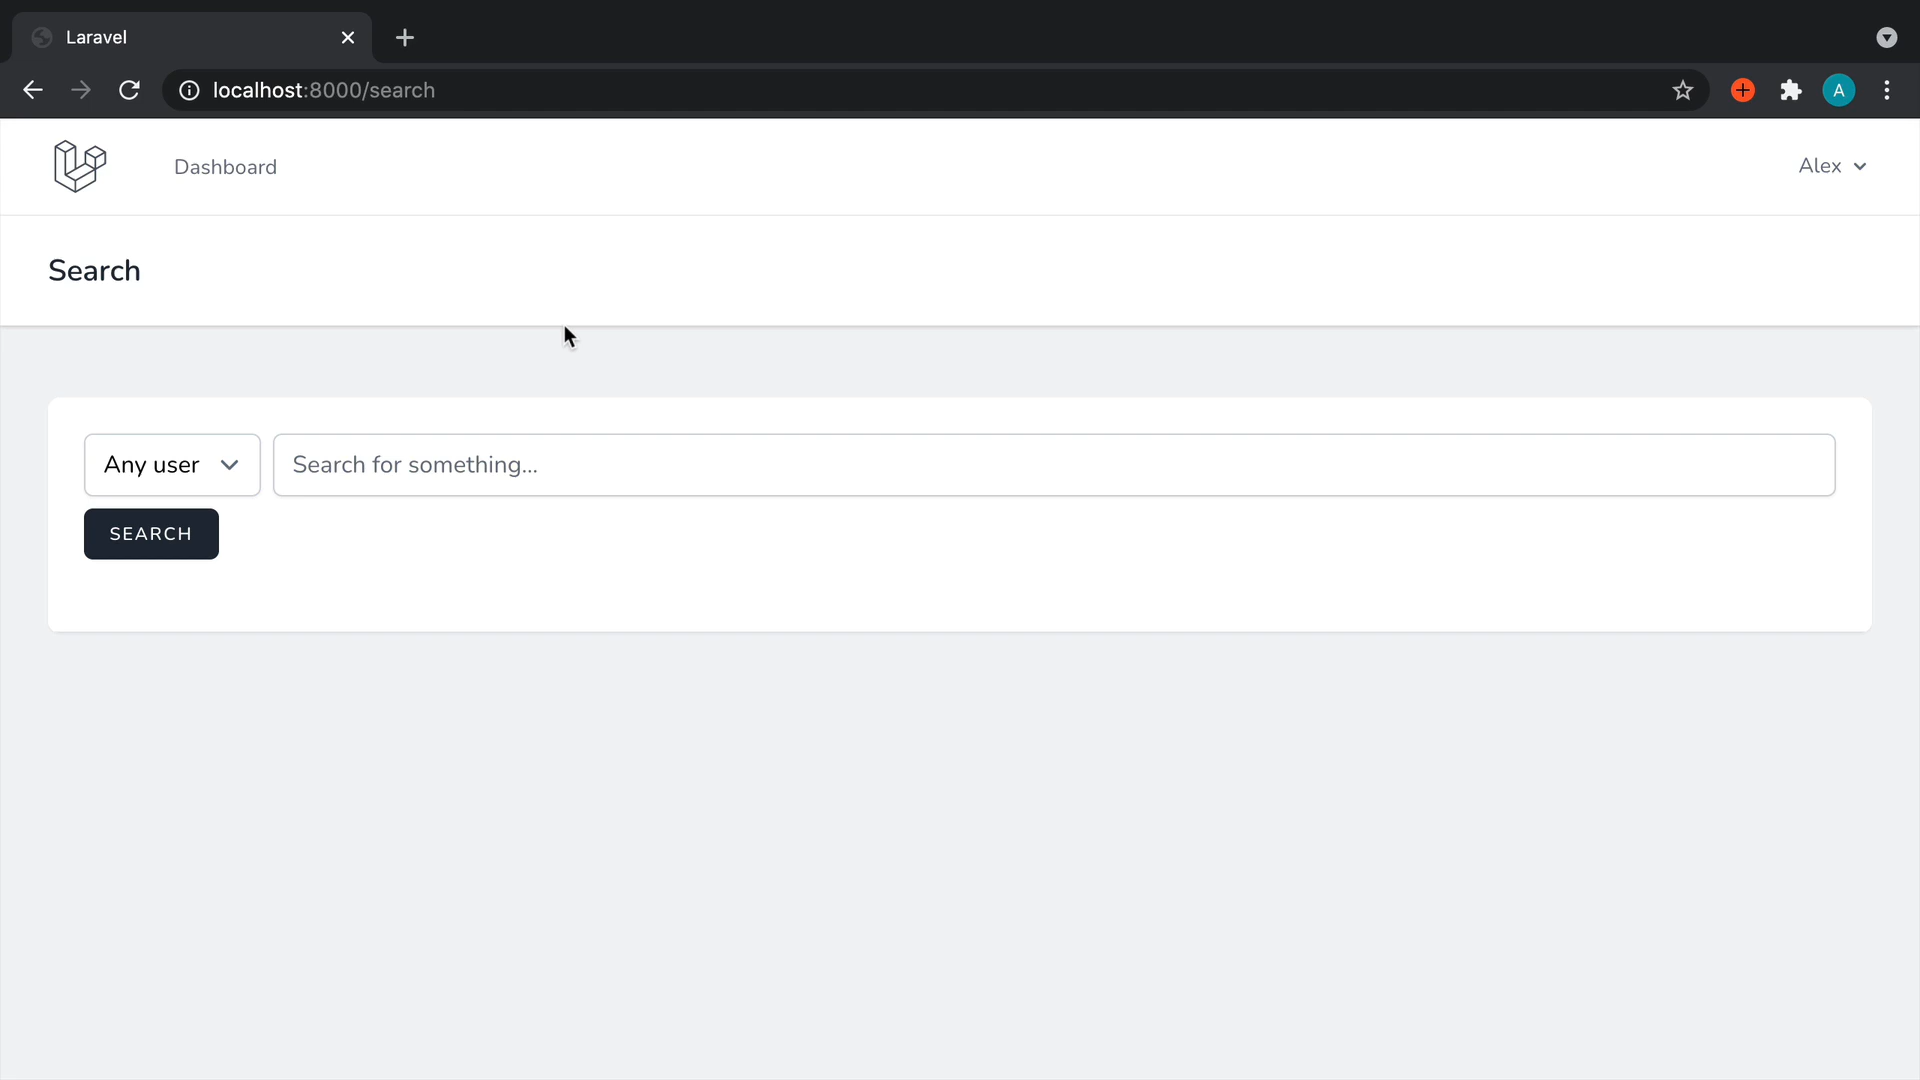 Laravel
localhost:8000/search
A
Dashboard
Alex
Search
Any user
Search for something...
SEARCH